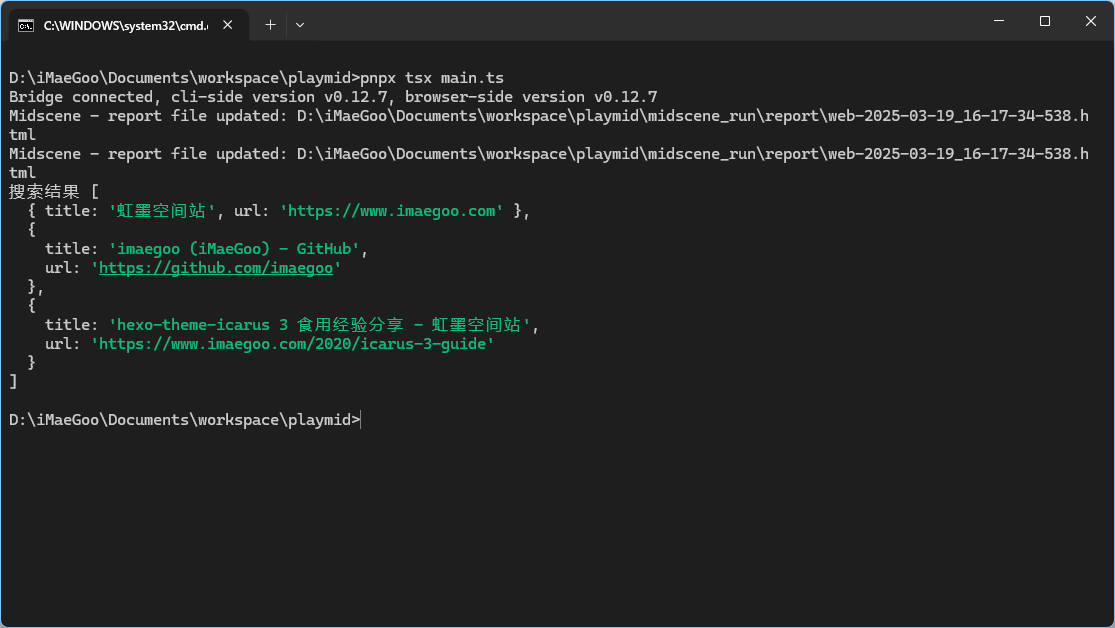 C:\WINDOWS\system32\cmd.
D:\iMaeGoo\Documents\workspace\playmid>pnpx tsx main.ts
Bridge connected, cli-side version v0.12.7, browser-side version v0.12.7
Midscene - report file updated: D:\iMaeGoo\Documents\workspace\playmid\midscene_run\report\web-2025-03-19_16-17-34-538.h
tml
Midscene - report file updated: D:\iMaeGoo\Documents\workspace\playmid\midscene_run\report\web-2025-03-19_16-17-34-538.h
tml
搜索结果 [
  { title: '虹墨空间站', url: 'https://www.imaegoo.com' },
  {
    title: 'imaegoo (iMaeGoo) - GitHub',
    url: 'https://github.com/imaegoo'
  },
  {
    title: 'hexo-theme-icarus 3 食用经验分享 - 虹墨空间站',
    url: 'https://www.imaegoo.com/2020/icarus-3-guide'
  }
]
D:\iMaeGoo\Documents\workspace\playmid>